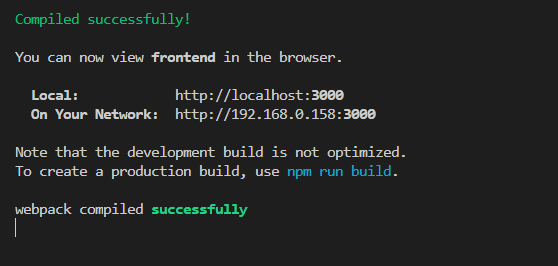 Compiled successfully!
You can now view frontend in the browser.
Local: http://localhost:3000
On Your Network: http://192.168.0.158:3000
Note that the development build is not optimized.
To create a production build, use npm run build.
webpack compiled successfully